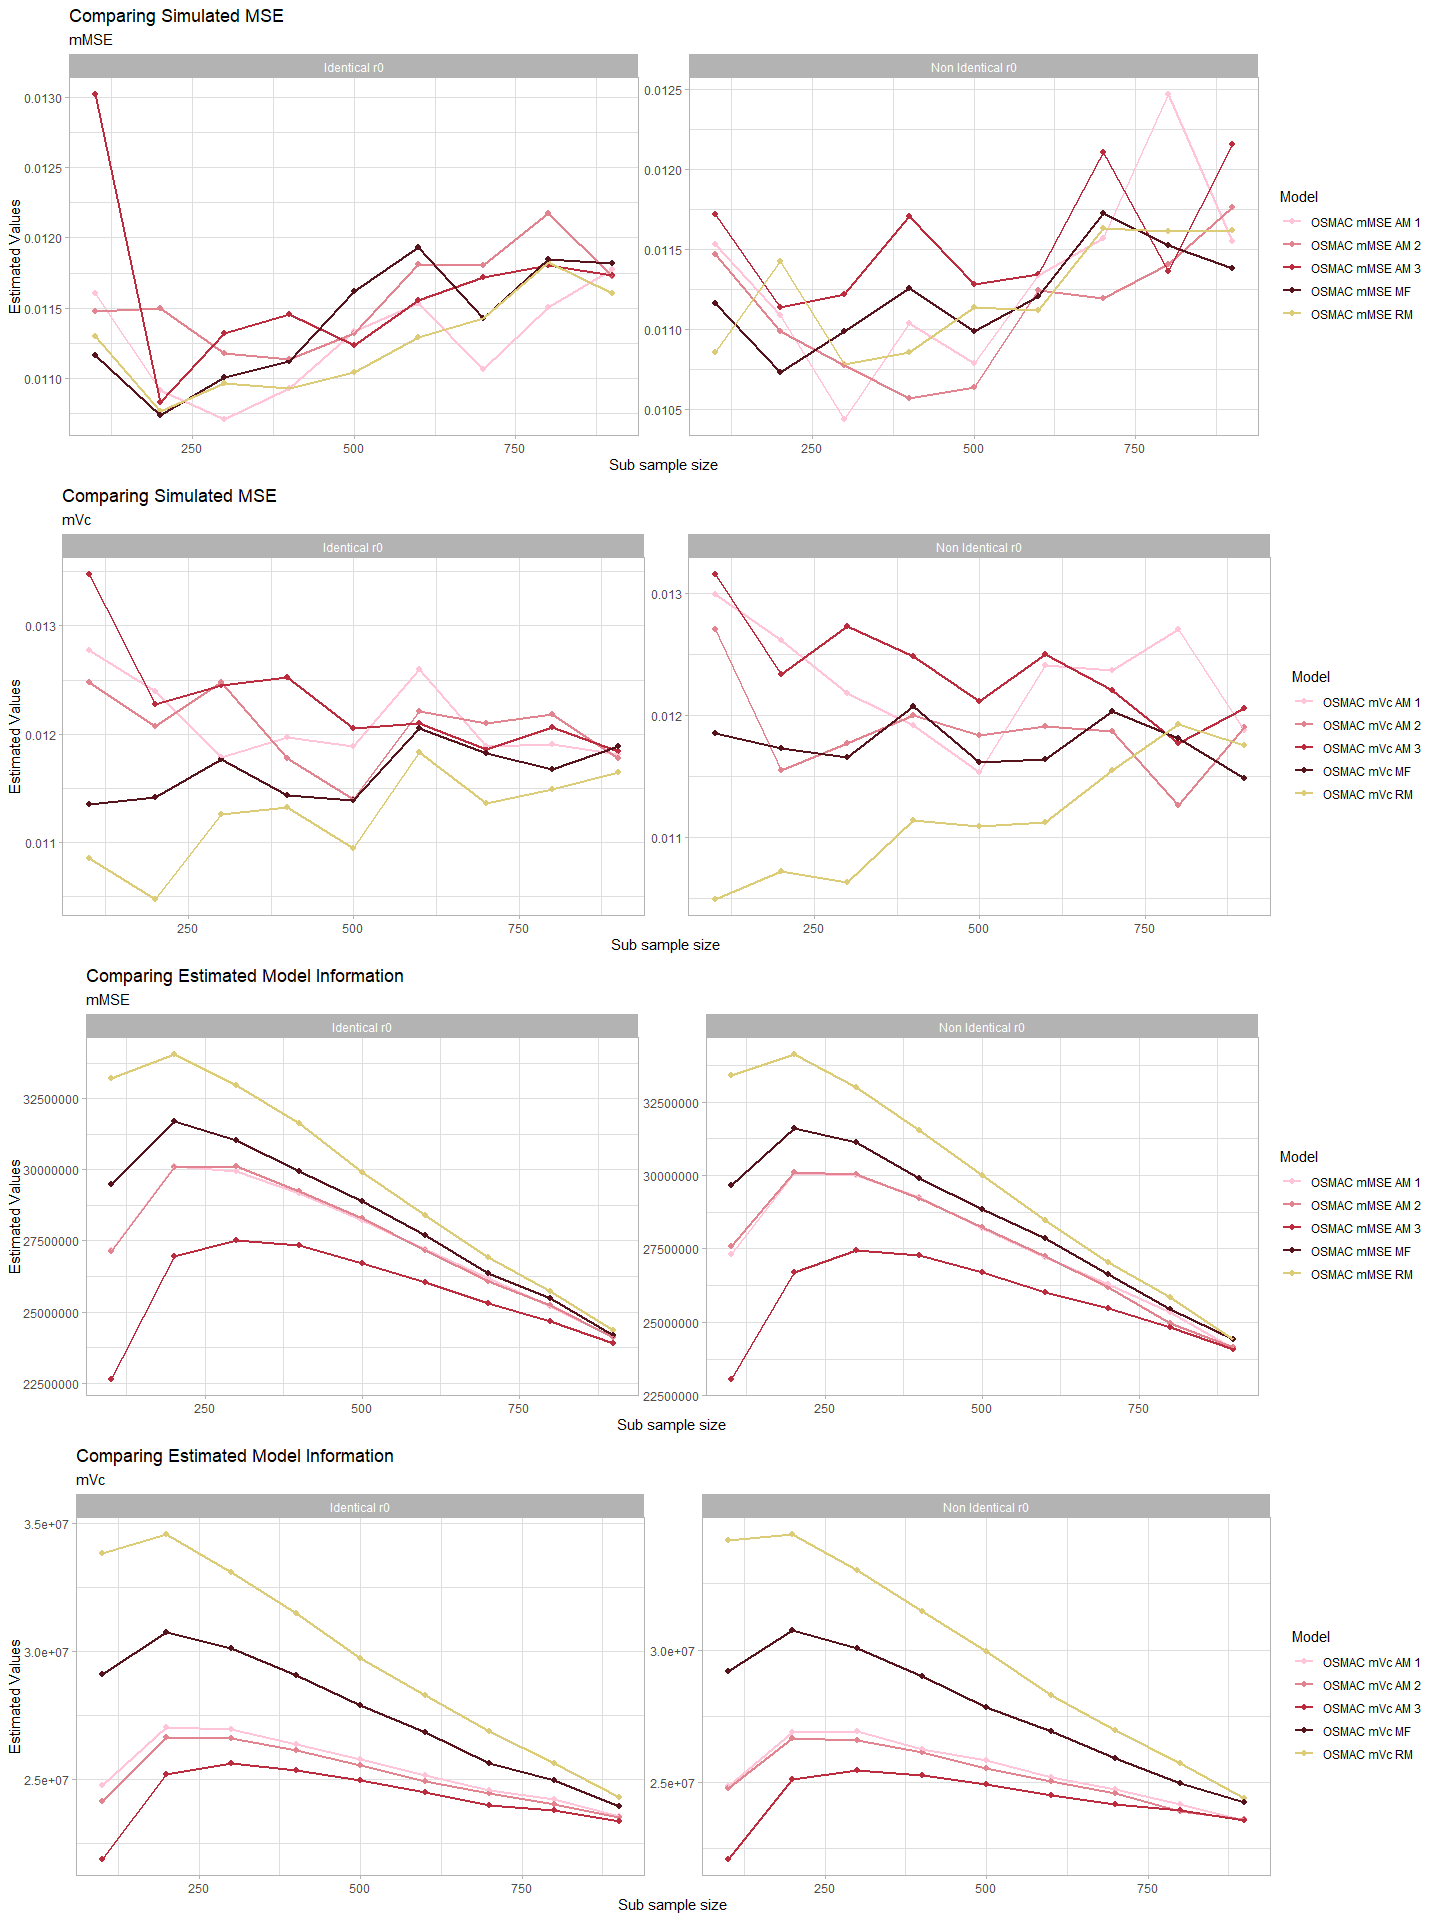 Comparing Simulated MSE
mMSE
Identical r0
Non Identical r0
0.0130
0.0125
0.0120
0.0115
0.0110
0.0125
0.0120
0.0115
0.0110
0.0105
Estimated Values
250 500 750
250 500 750
Sub sample size
Model
OSMAC mMSE AM 1
OSMAC mMSE AM 2
OSMAC mMSE AM 3
OSMAC mMSE MF
OSMAC mMSE RM
Comparing Simulated MSE
mVc
Identical r0
Non Identical r0
0.013
0.012
0.011
0.013
0.012
0.011
Estimated Values
250 500 750
250 500 750
Sub sample size
Model
OSMAC mVc AM 1
OSMAC mVc AM 2
OSMAC mVc AM 3
OSMAC mVc MF
OSMAC mVc RM
Comparing Estimated Model Information
mMSE
Identical r0
Non Identical r0
32500000
30000000
27500000
25000000
22500000
32500000
30000000
27500000
25000000
22500000
Estimated Values
250 500 750
250 500 750
Sub sample size
Model
OSMAC mMSE AM 1
OSMAC mMSE AM 2
OSMAC mMSE AM 3
OSMAC mMSE MF
OSMAC mMSE RM
Comparing Estimated Model Information
mVc
Identical r0
Non Identical r0
3.5e+07
3.0e+07
2.5e+07
3.0e+07
2.5e+07
Estimated Values
250 500 750
250 500 750
Sub sample size
Model
OSMAC mVc AM 1
OSMAC mVc AM 2
OSMAC mVc AM 3
OSMAC mVc MF
OSMAC mVc RM